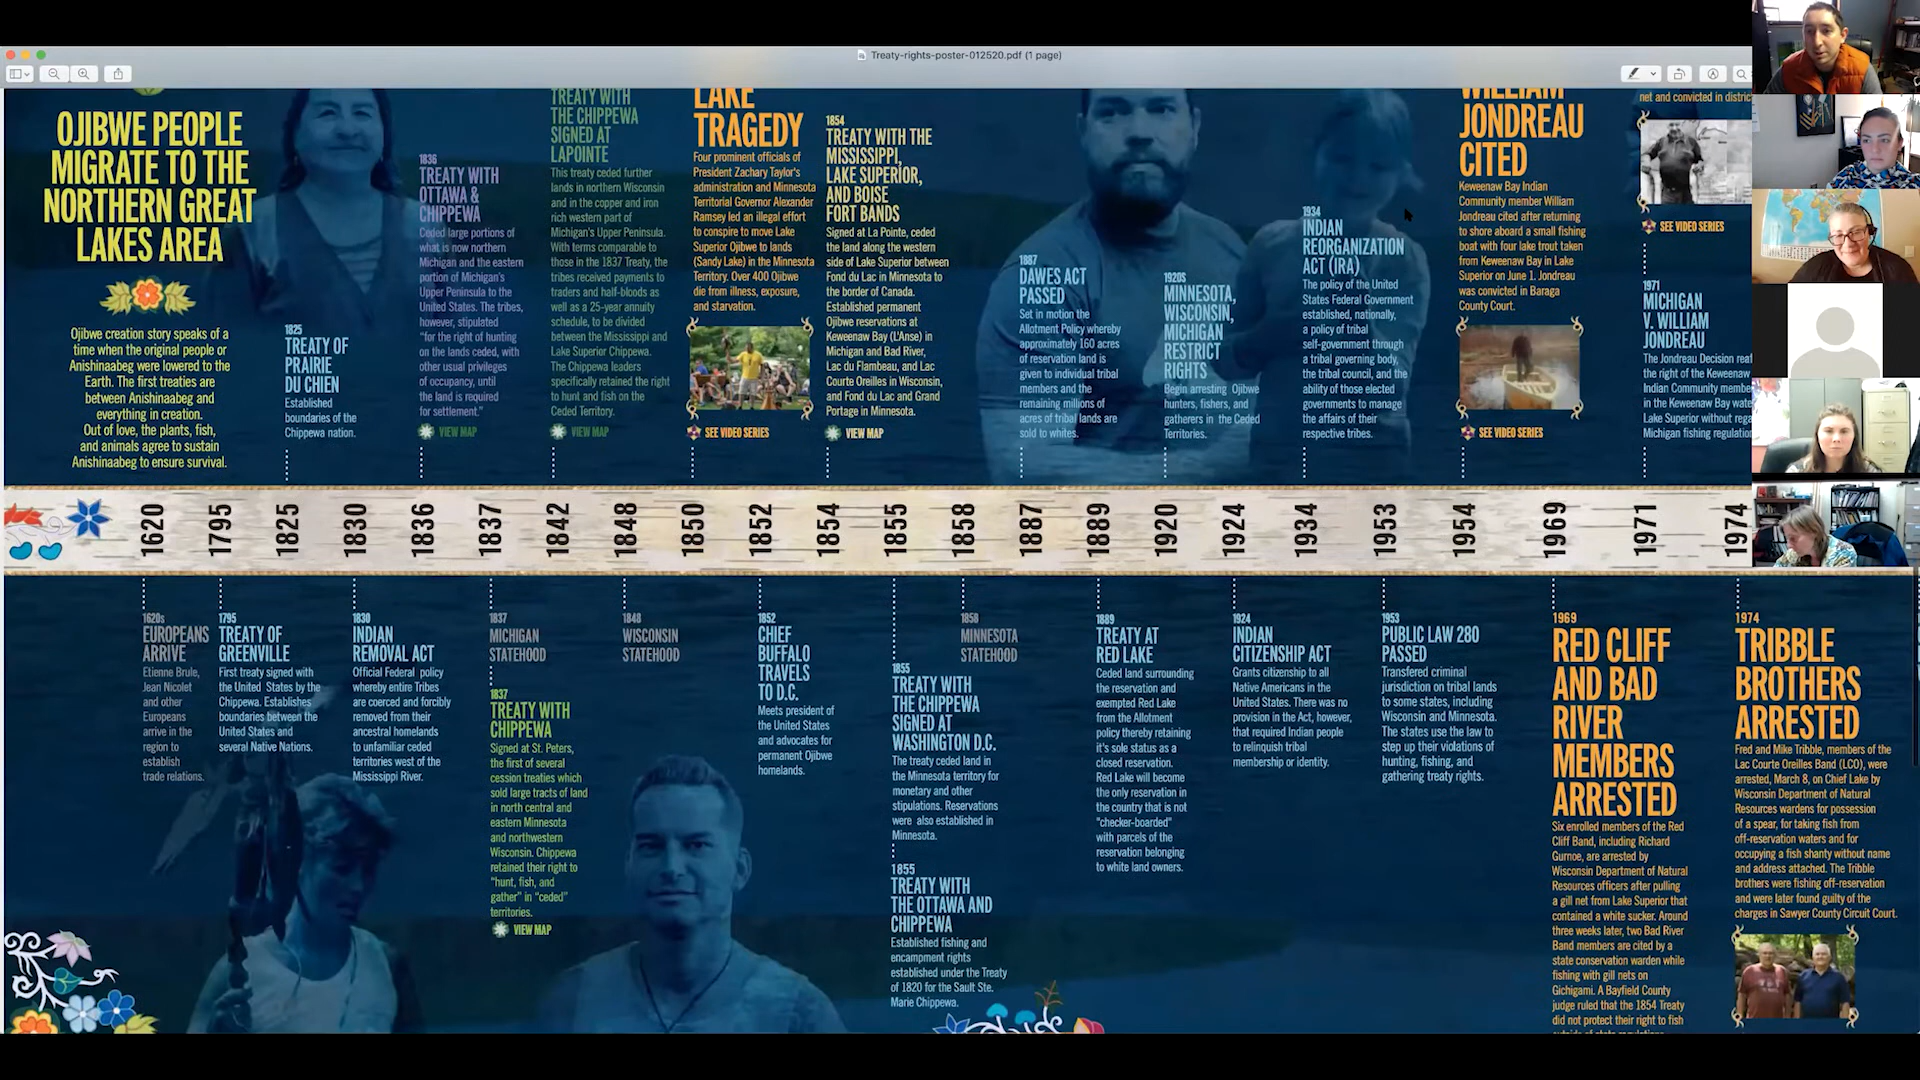 Treaty-rights-poster-012520.pdf (1 page)
OJIBWE PEOPLE
MIGRATE TO THE
NORTHERN GREAT
LAKES AREA
Ojibwe creation story speaks of a
time when the original people or
Anishinaabeg were lowered to the
Earth. The first treaties are
between Anishinaabeg and
everything in creation.
Out of love, the plants, fish,
and animals agree to sustain
Anishinaabeg to ensure survival.
1825
TREATY OF
PRAIRIE
DU CHIEN
Established
boundaries of the
Chippewa nation.
1836
TREATY WITH
OTTAWA &
CHIPPEWA
Ceded large portions of
what is now northern
Michigan and the eastern
portion of Michigan's
Upper Peninsula to the
United States. The tribes,
however, stipulated
"for the right of hunting
on the lands ceded, with
other usual privileges
of occupancy, until
the land is required
for settlement."
VIEW MAP
TREATY WITH
THE CHIPPEWA
SIGNED AT
LAPOINTE
This treaty ceded further
lands in northern Wisconsin
and in the copper and iron
rich western part of
Michigan's Upper Peninsula.
With terms comparable to
those in the 1837 Treaty, the
tribes received payments to
traders and half-bloods as
well as a 25-year annuity
schedule, to be divided
between the Mississippi and
Lake Superior Chippewa.
The Chippewa leaders
specifically retained the right
to hunt and fish on the
Ceded Territory.
VIEW MAP
LAKE
TRAGEDY
Four prominent officials of
President Zachary Taylor's
administration and Minnesota
Territorial Governor Alexander
Ramsey led an illegal effort
to conspire to move Lake
Superior Ojibwe to lands
(Sandy Lake) in the Minnesota
Territory. Over 400 Ojibwe
die from illness, exposure,
and starvation.
SEE VIDEO SERIES
1854
TREATY WITH THE
MISSISSIPPI,
LAKE SUPERIOR,
AND BOISE
FORT BANDS
Signed at La Pointe, ceded
the land along the western
side of Lake Superior between
Fond du Lac in Minnesota to
the border of Canada.
Established permanent
Ojibwe reservations at
Keweenaw Bay (L'Anse) in
Michigan and Bad River,
Lac du Flambeau, and Lac
Courte Oreilles in Wisconsin,
and Fond du Lac and Grand
Portage in Minnesota.
VIEW MAP
1887
DAWES ACT
PASSED
Set in motion the
Allotment Policy whereby
approximately 160 acres
of reservation land is
given to individual tribal
members and the
remaining millions of
acres of tribal lands are
sold to whites.
1920S
MINNESOTA,
WISCONSIN,
MICHIGAN
RESTRICT
RIGHTS
Begin arresting Ojibwe
hunters, fishers, and
gatherers in the Ceded
Territories.
1934
INDIAN
REORGANIZATION
ACT (IRA)
The policy of the United
States Federal Government
established, nationally,
a policy of tribal
self-government through
a tribal governing body,
the tribal council, and the
ability of those elected
governments to manage
the affairs of their
respective tribes.
WILLIAM
JONDREAU
CITED
Keweenaw Bay Indian
Community member William
Jondreau cited after returning
to shore aboard a small fishing
boat with four lake trout taken
from Keweenaw Bay in Lake
Superior on June 1. Jondreau
was convicted in Baraga
County Court.
SEE VIDEO SERIES
net and convicted in district
SEE VIDEO SERIES
1971
MICHIGAN
V. WILLIAM
JONDREAU
The Jondreau Decision reaf
the right of the Keweenaw
Indian Community membe
in the Keweenaw Bay wate
Lake Superior without rega
Michigan fishing regulation
1620 1795 1825 1830 1836 1837 1842 1848 1850 1852 1854 1855 1858 1887 1889 1920 1924 1934 1953 1954 1969 1971 1974
1620s
EUROPEANS
ARRIVE
Etienne Brule,
Jean Nicolet
and other
Europeans
arrive in the
region to
establish
trade relations.
1795
TREATY OF
GREENVILLE
First treaty signed with
the United States by the
Chippewa. Establishes
boundaries between the
United States and
several Native Nations.
1830
INDIAN
REMOVAL ACT
Official Federal policy
whereby entire Tribes
are coerced and forcibly
removed from their
ancestral homelands
to unfamiliar ceded
territories west of the
Mississippi River.
1837
MICHIGAN
STATEHOOD
1837
TREATY WITH
CHIPPEWA
Signed at St. Peters,
the first of several
cession treaties which
sold large tracts of land
in north central and
eastern Minnesota
and northwestern
Wisconsin. Chippewa
retained their right to
"hunt, fish, and
gather" in "ceded"
territories.
VIEW MAP
1848
WISCONSIN
STATEHOOD
1852
CHIEF
BUFFALO
TRAVELS
TO D.C.
Meets president of
the United States
and advocates for
permanent Ojibwe
homelands.
1855
TREATY WITH
THE CHIPPEWA
SIGNED AT
WASHINGTON D.C.
The treaty ceded land in
the Minnesota territory for
monetary and other
stipulations. Reservations
were also established in
Minnesota.
1855
TREATY WITH
THE OTTAWA AND
CHIPPEWA
Established fishing and
encampment rights
established under the Treaty
of 1820 for the Sault Ste.
Marie Chippewa.
1858
MINNESOTA
STATEHOOD
1889
TREATY AT
RED LAKE
Ceded land surrounding
the reservation and
exempted Red Lake
from the Allotment
policy thereby retaining
it's sole status as a
closed reservation.
Red Lake will become
the only reservation in
the country that is not
"checker-boarded"
with parcels of the
reservation belonging
to white land owners.
1924
INDIAN
CITIZENSHIP ACT
Grants citizenship to all
Native Americans in the
United States. There was no
provision in the Act, however,
that required Indian people
to relinquish tribal
membership or identity.
1953
PUBLIC LAW 280
PASSED
Transfered criminal
jurisdiction on tribal lands
to some states, including
Wisconsin and Minnesota.
The states use the law to
step up their violations of
hunting, fishing, and
gathering treaty rights.
1969
RED CLIFF
AND BAD
RIVER
MEMBERS
ARRESTED
Six enrolled members of the Red
Cliff Band, including Richard
Gurnoe, are arrested by
Wisconsin Department of Natural
Resources officers after pulling
a gill net from Lake Superior that
contained a white sucker. Around
three weeks later, two Bad River
Band members are cited by a
state conservation warden while
fishing with gill nets on
Gichigami. A Bayfield County
judge ruled that the 1854 Treaty
did not protect their right to fish
1974
TRIBBLE
BROTHERS
ARRESTED
Fred and Mike Tribble, members of the
Lac Courte Oreilles Band (LCO), were
arrested, March 8, on Chief Lake by
Wisconsin Department of Natural
Resources wardens for possession
of a spear, for taking fish from
off-reservation waters and for
occupying a fish shanty without name
and address attached. The Tribble
brothers were fishing off-reservation
and were later found guilty of the
charges in Sawyer County Circuit Court.